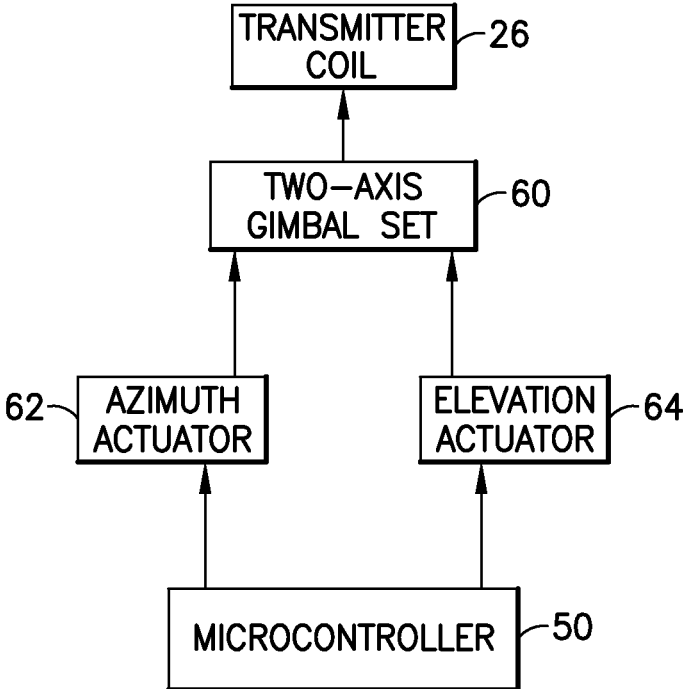 TRANSMITTER
COIL
26
TWO-AXIS
GIMBAL SET
60
62
AZIMUTH
ACTUATOR
ELEVATION
ACTUATOR
64
MICROCONTROLLER
50